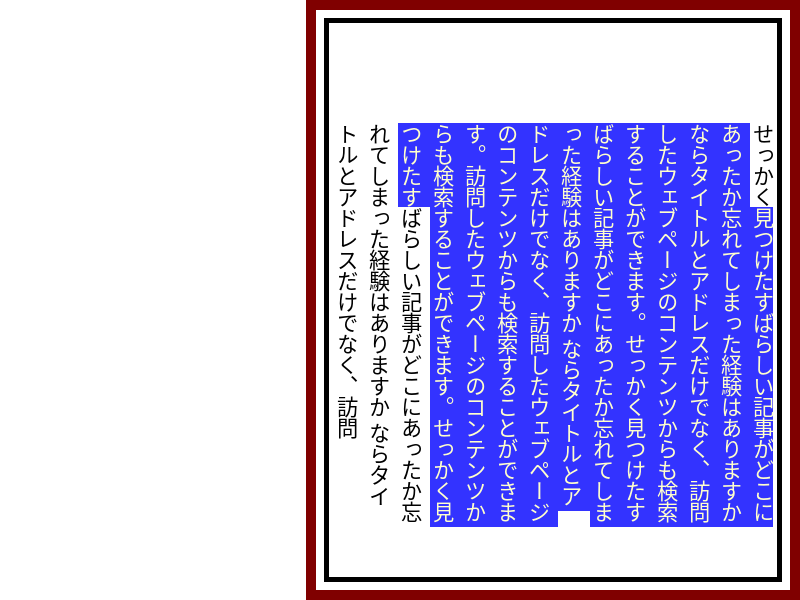 せっかく見つけたすばらしい記事がどこに
あったか忘れてしまった経験はありますか
ならタイトルとアドレスだけでなく、訪問
したウェブページのコンテンツからも検索
することができます。せっかく見つけたす
ばらしい記事がどこにあったか忘れてしま
った経験はありますか ならタイトルとア
ドレスだけでなく、訪問したウェブページ
のコンテンツからも検索することができま
す。訪問したウェブページのコンテンツか
らも検索することができます。せっかく見
つけたすばらしい記事がどこにあったか忘
れてしまった経験はありますか ならタイ
トルとアドレスだけでなく、訪問